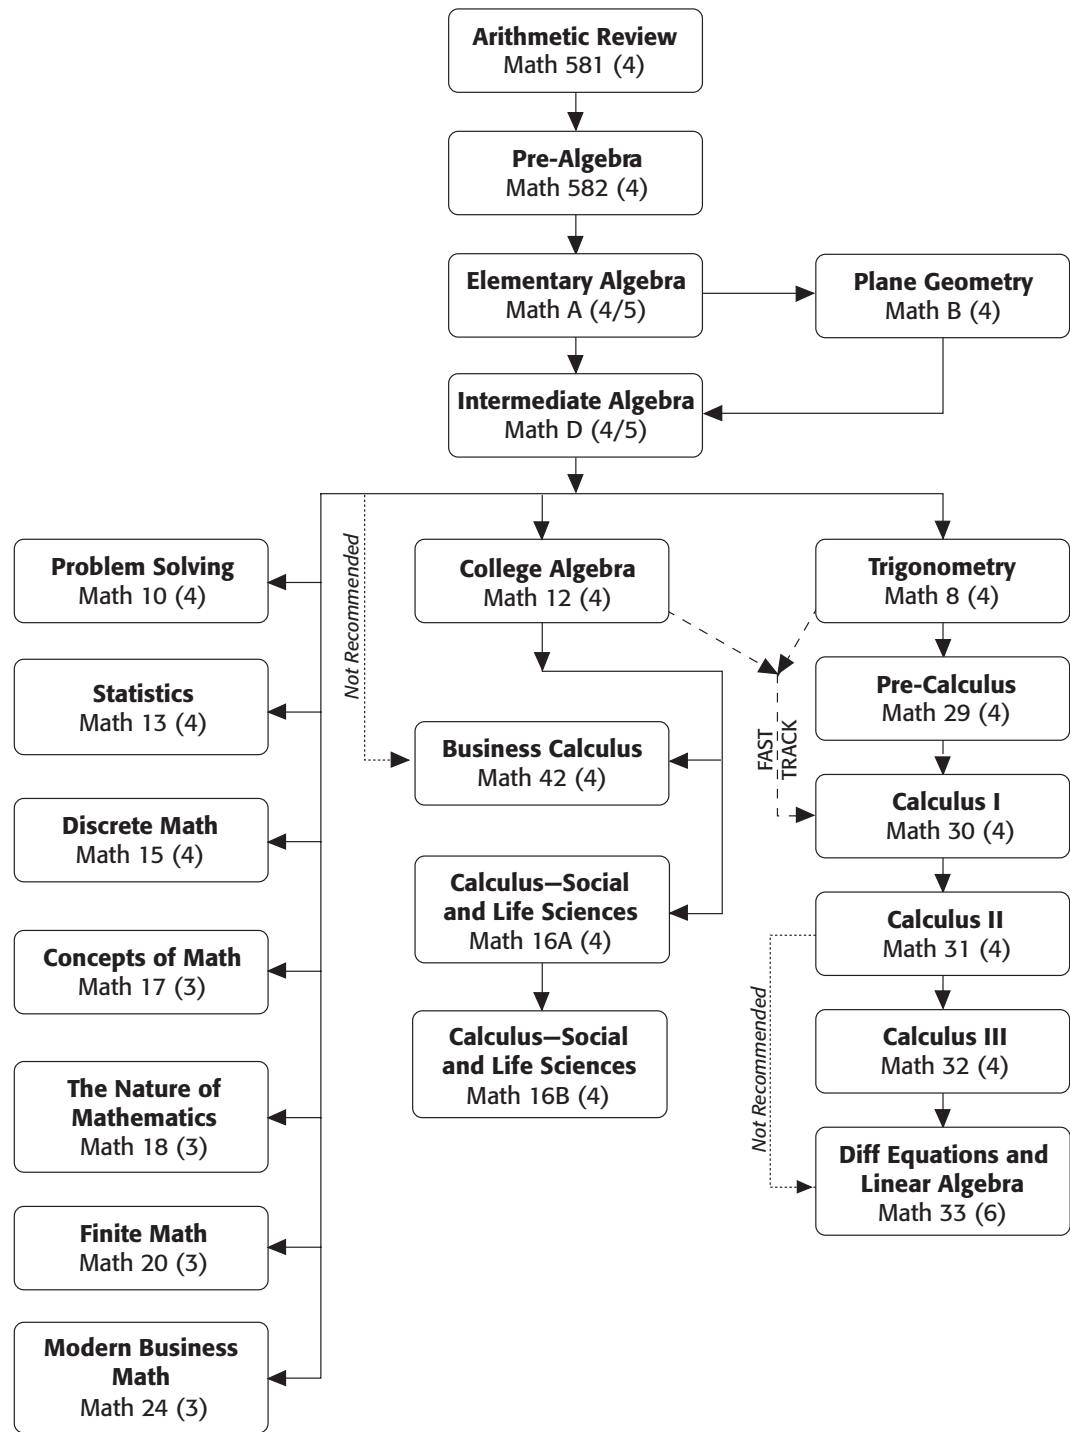 Arithmetic Review
Math 581 (4)
Pre-Algebra
Math 582 (4)
Elementary Algebra
Math A (4/5)
Plane Geometry
Math B (4)
Intermediate Algebra
Math D (4/5)
Problem Solving
Math 10 (4)
Statistics
Math 13 (4)
Discrete Math
Math 15 (4)
Concepts of Math
Math 17 (3)
The Nature of
Mathematics
Math 18 (3)
Finite Math
Math 20 (3)
Modern Business
Math
Math 24 (3)
Not Recommended
College Algebra
Math 12 (4)
Business Calculus
Math 42 (4)
Calculus—Social
and Life Sciences
Math 16A (4)
Calculus—Social
and Life Sciences
Math 16B (4)
FAST
TRACK
Trigonometry
Math 8 (4)
Pre-Calculus
Math 29 (4)
Calculus I
Math 30 (4)
Calculus II
Math 31 (4)
Not Recommended
Calculus III
Math 32 (4)
Diff Equations and
Linear Algebra
Math 33 (6)